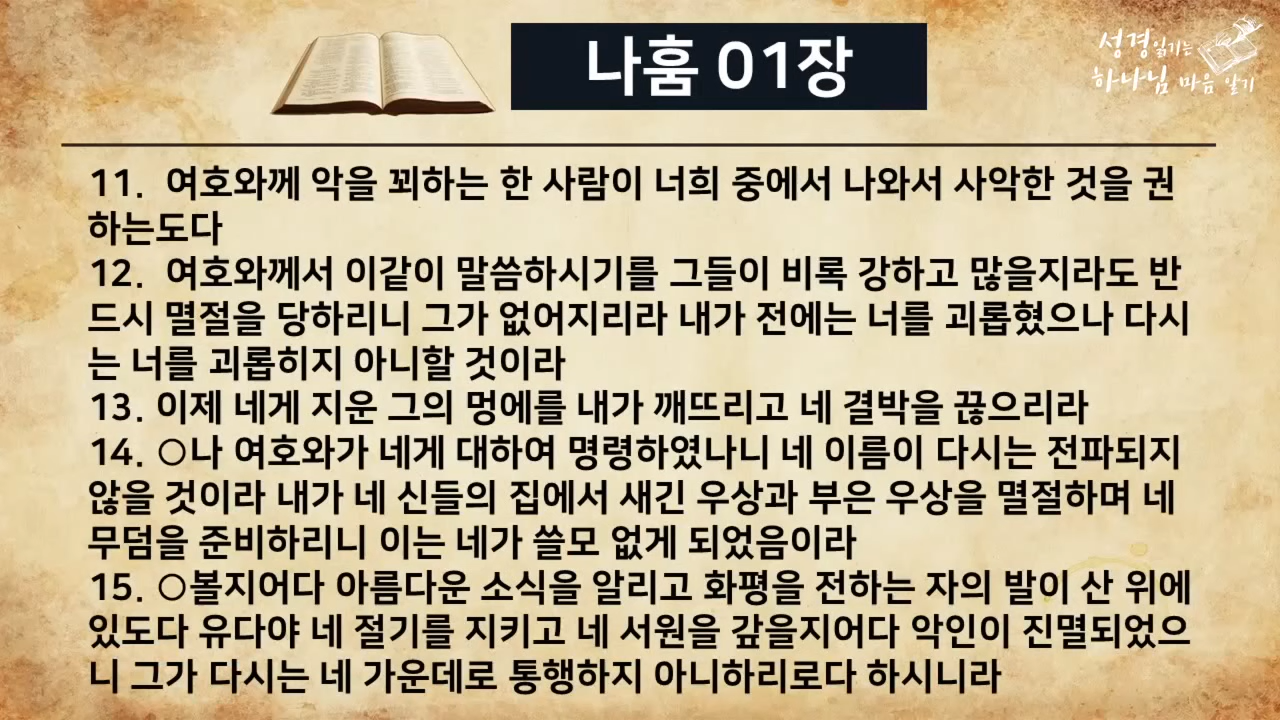 나훔 01장
성경읽기는
하나님 마음 알기
11. 여호와께 악을 꾀하는 한 사람이 너희 중에서 나와서 사악한 것을 권
하는도다
12. 여호와께서 이같이 말씀하시기를 그들이 비록 강하고 많을지라도 반
드시 멸절을 당하리니 그가 없어지리라 내가 전에는 너를 괴롭혔으나 다시
는 너를 괴롭히지 아니할 것이라
13. 이제 네게 지운 그의 멍에를 내가 깨뜨리고 네 결박을 끊으리라
14. ○나 여호와가 네게 대하여 명령하였나니 네 이름이 다시는 전파되지
않을 것이라 내가 네 신들의 집에서 새긴 우상과 부은 우상을 멸절하며 네
무덤을 준비하리니 이는 네가 쓸모 없게 되었음이라
15. ○볼지어다 아름다운 소식을 알리고 화평을 전하는 자의 발이 산 위에
있도다 유다야 네 절기를 지키고 네 서원을 갚을지어다 악인이 진멸되었으
니 그가 다시는 네 가운데로 통행하지 아니하리로다 하시니라